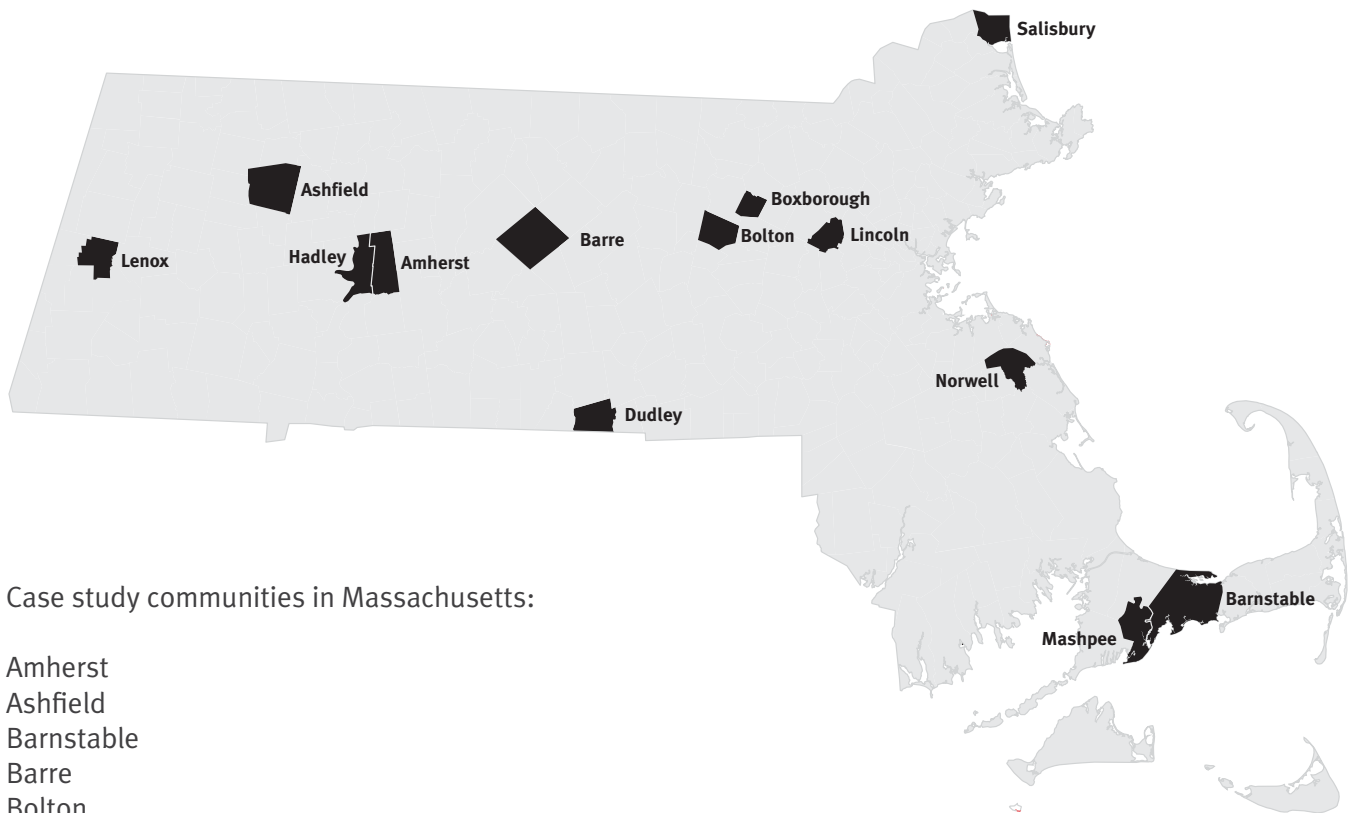 Salisbury
Ashfield
Boxborough
Barre
Bolton
Lincoln
Hadley
Amherst
Lenox
Norwell
Dudley
Case study communities in Massachusetts:
Barnstable
Mashpee
Amherst
Ashfield
Barnstable
Barre
Bolton